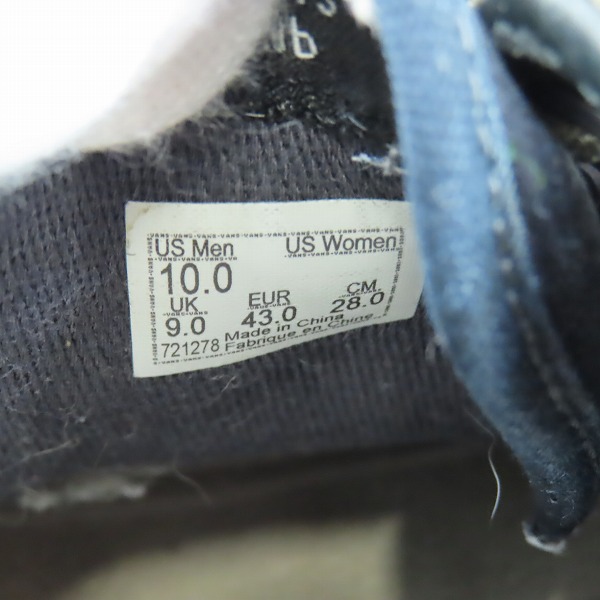 US Men US Women
10.0
UK EUR CM
9.0 43.0 28.0
721278 Made in China
Fabrique en Chine